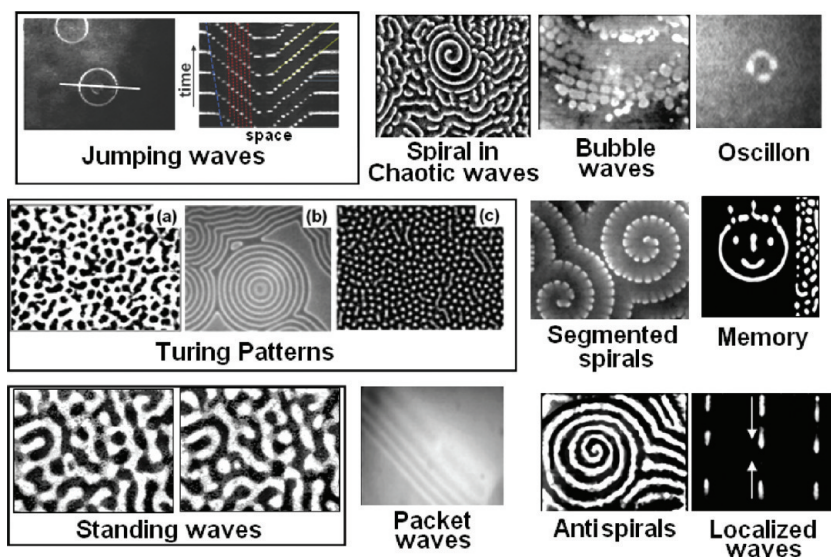 time
space
Jumping waves
Spiral in
Chaotic waves
Bubble
waves
Oscillon
(a)
(b)
(c)
Turing Patterns
Segmented
spirals
Memory
Standing waves
Packet
waves
Antispirals
Localized
waves